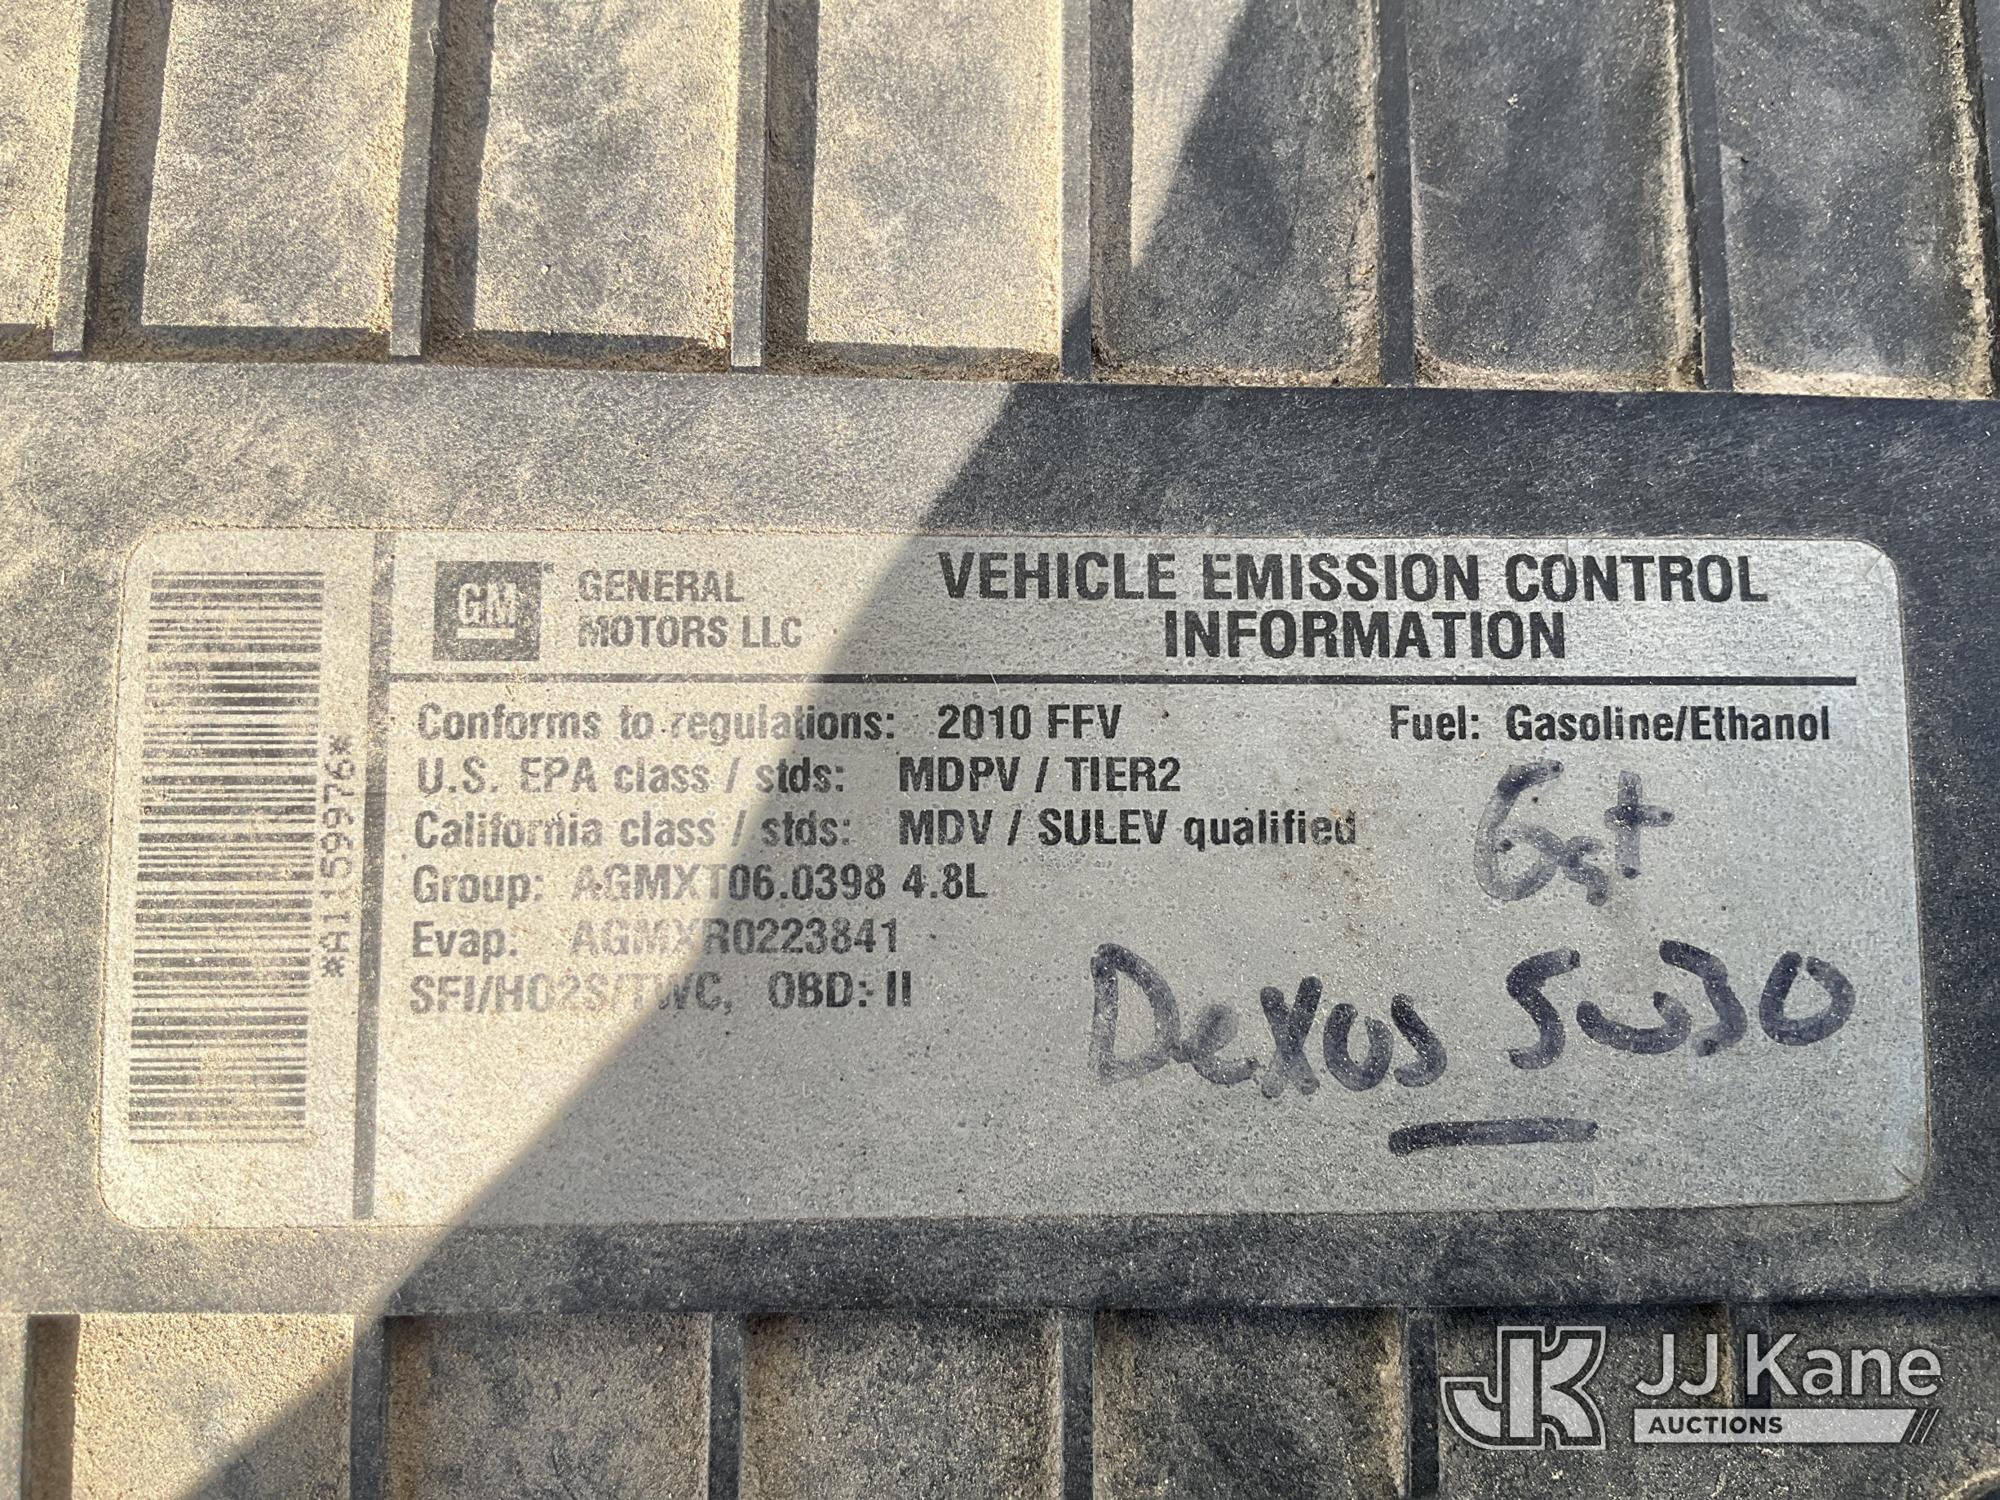 *A1159976*
GM
GENERAL
MOTORS LLC
VEHICLE EMISSION CONTROL
INFORMATION
Conforms to regulations: 2010 FFV
Fuel: Gasoline/Ethanol
U.S. EPA class / stds: MDPV / TIER2
California class / stds: MDV / SULEV qualified
Group: AGMXT06.0398 4.8L
Evap. AGMXR0223841
SFI/HO2S/TWC, OBD: II
Dexos 5w30
JK JJ Kane
AUCTIONS